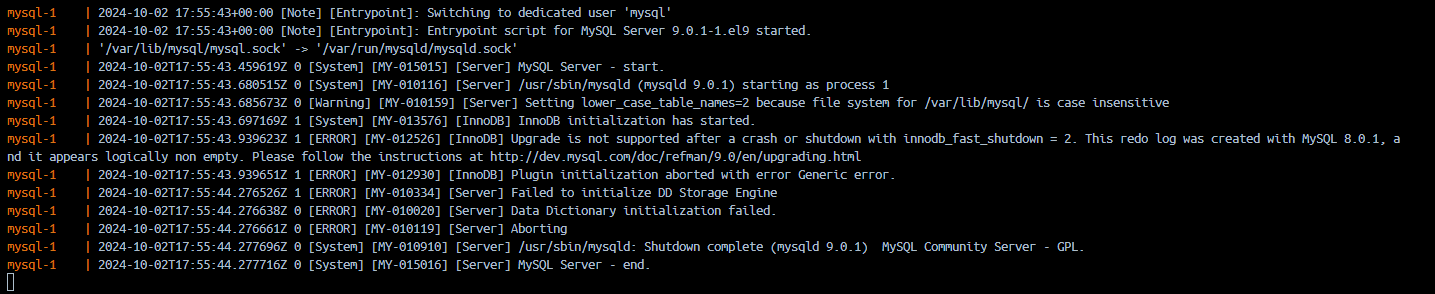 mysql-1    | 2024-10-02 17:55:43+00:00 [Note] [Entrypoint]: Switching to dedicated user 'mysql'
mysql-1    | 2024-10-02 17:55:43+00:00 [Note] [Entrypoint]: Entrypoint script for MySQL Server 9.0.1-1.el9 started.
mysql-1    | '/var/lib/mysql/mysql.sock' -> '/var/run/mysqld/mysqld.sock'
mysql-1    | 2024-10-02T17:55:43.459619Z 0 [System] [MY-015015] [Server] MySQL Server - start.
mysql-1    | 2024-10-02T17:55:43.680515Z 0 [System] [MY-010116] [Server] /usr/sbin/mysqld (mysqld 9.0.1) starting as process 1
mysql-1    | 2024-10-02T17:55:43.685673Z 0 [Warning] [MY-010159] [Server] Setting lower_case_table_names=2 because file system for /var/lib/mysql/ is case insensitive
mysql-1    | 2024-10-02T17:55:43.697169Z 1 [System] [MY-013576] [InnoDB] InnoDB initialization has started.
mysql-1    | 2024-10-02T17:55:43.939623Z 1 [ERROR] [MY-012526] [InnoDB] Upgrade is not supported after a crash or shutdown with innodb_fast_shutdown = 2. This redo log was created with MySQL 8.0.1, a
nd it appears logically non empty. Please follow the instructions at http://dev.mysql.com/doc/refman/9.0/en/upgrading.html
mysql-1    | 2024-10-02T17:55:43.939651Z 1 [ERROR] [MY-012930] [InnoDB] Plugin initialization aborted with error Generic error.
mysql-1    | 2024-10-02T17:55:44.276526Z 1 [ERROR] [MY-010334] [Server] Failed to initialize DD Storage Engine
mysql-1    | 2024-10-02T17:55:44.276638Z 0 [ERROR] [MY-010020] [Server] Data Dictionary initialization failed.
mysql-1    | 2024-10-02T17:55:44.276661Z 0 [ERROR] [MY-010119] [Server] Aborting
mysql-1    | 2024-10-02T17:55:44.277696Z 0 [System] [MY-010910] [Server] /usr/sbin/mysqld: Shutdown complete (mysqld 9.0.1)  MySQL Community Server - GPL.
mysql-1    | 2024-10-02T17:55:44.277716Z 0 [System] [MY-015016] [Server] MySQL Server - end.